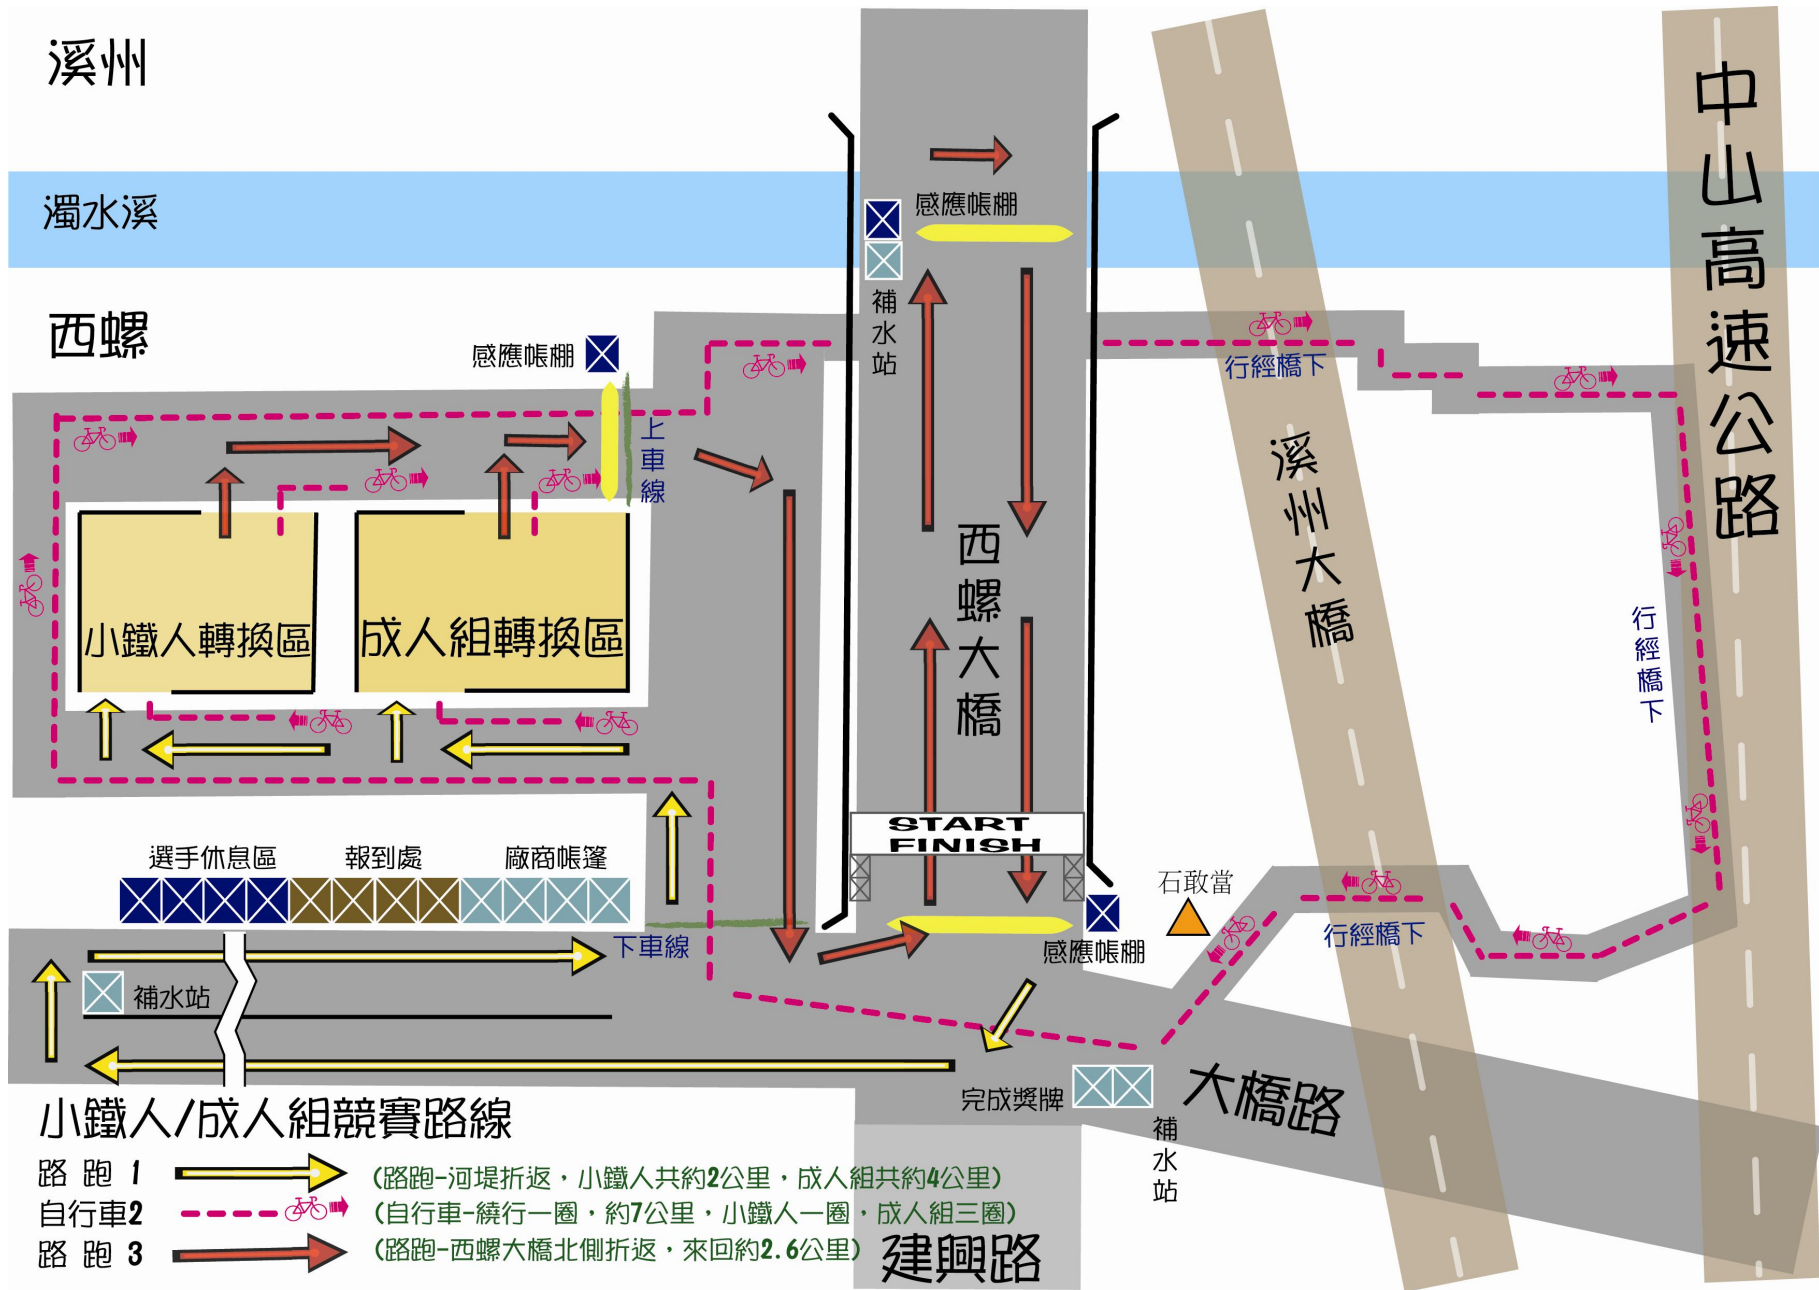 溪州
中山高速公路
濁水溪
感應帳棚
補水站
西螺
感應帳棚
行經橋下
上車線
溪州大橋
西螺大橋
小鐵人轉換區
成人組轉換區
行經橋下
START
FINISH
選手休息區
報到處
廠商帳篷
石敢當
下車線
感應帳棚
行經橋下
補水站
完成獎牌
大橋路
補水站
小鐵人/成人組競賽路線
路跑 1
(路跑-河堤折返，小鐵人共約2公里，成人組共約4公里)
自行車2
(自行車-繞行一圈，約7公里，小鐵人一圈，成人組三圈)
路跑 3
(路跑-西螺大橋北側折返，來回約2.6公里)
建興路